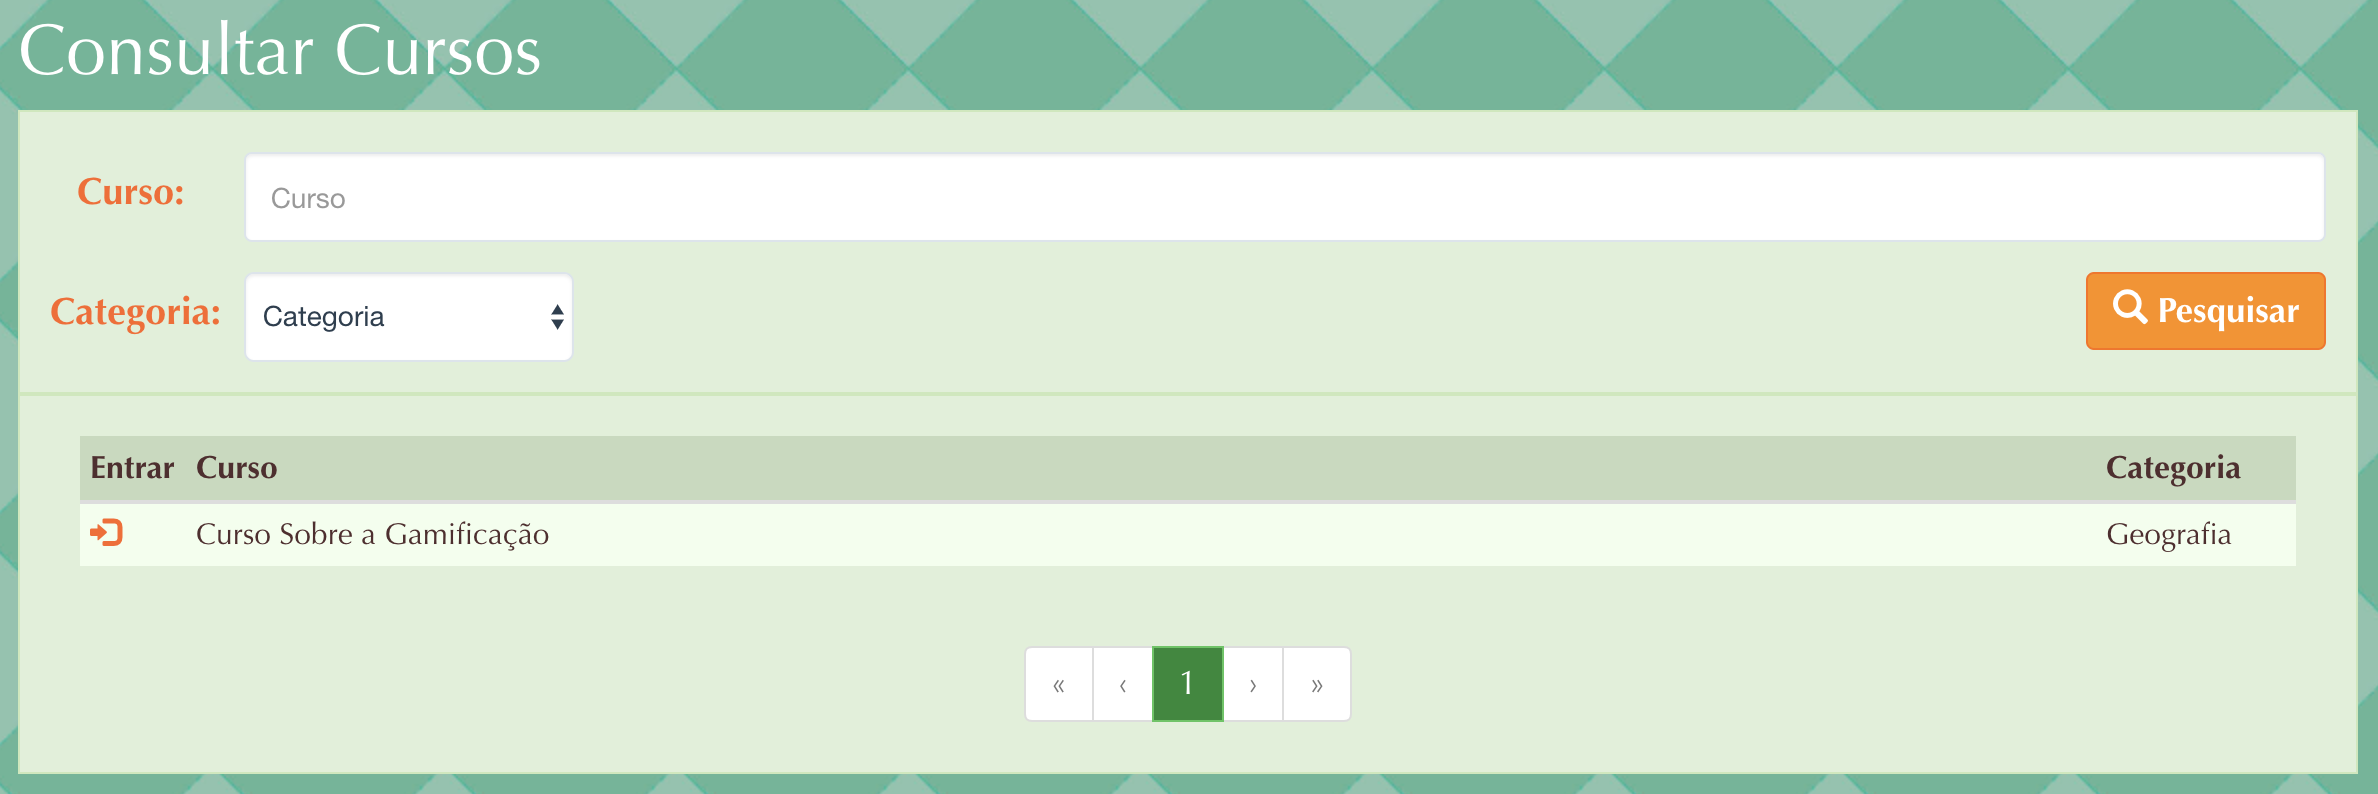 Consultar Cursos
Curso: Curso
Categoria: Categoria Pesquisar
Entrar Curso Categoria
Curso Sobre a Gamificação Geografia
« ‹ 1 › »